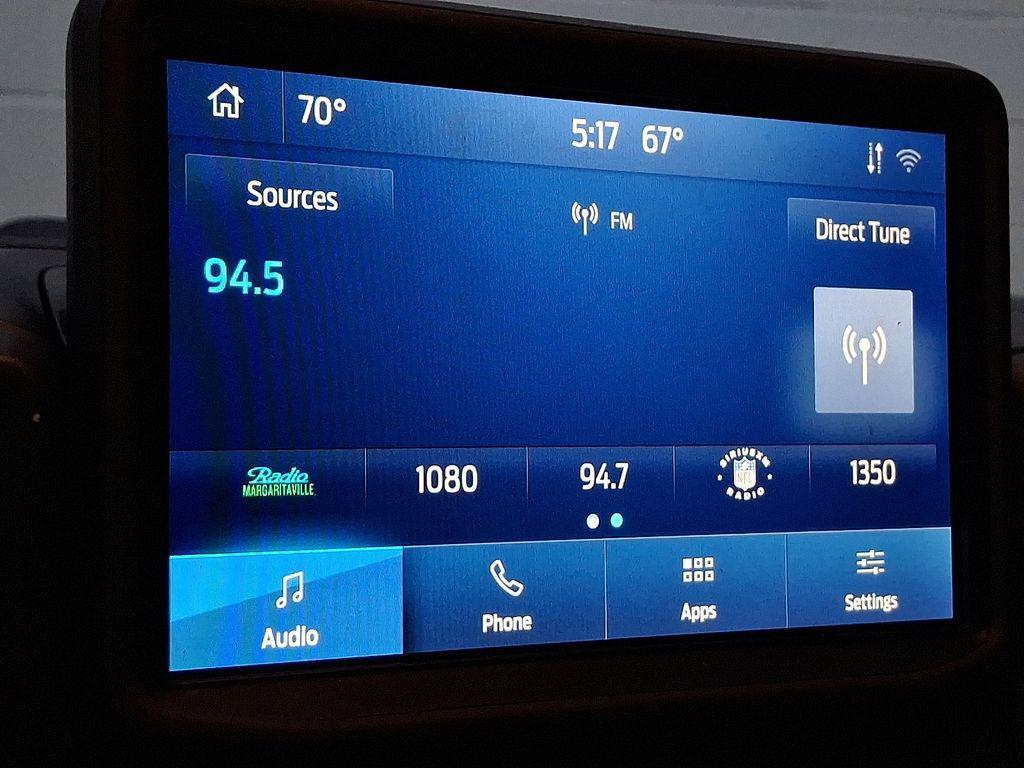 70° 5:17 67°
Sources FM Direct Tune
94.5
Radio MARGARITAVILLE 1080 94.7 SIRIUSXM NFL RADIO 1350
Audio Phone Apps Settings